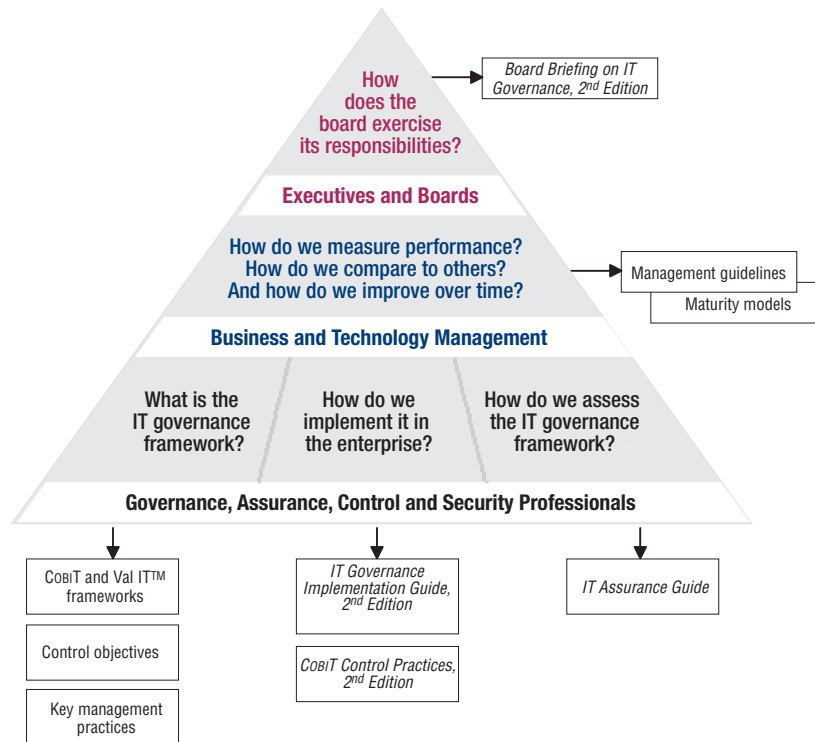 How
does the
board exercise
its responsibilities?
Board Briefing on IT
Governance, 2nd Edition
Executives and Boards
How do we measure performance?
How do we compare to others?
And how do we improve over time?
Management guidelines
Maturity models
Business and Technology Management
What is the
IT governance
framework?
How do we
implement it in
the enterprise?
How do we assess
the IT governance
framework?
Governance, Assurance, Control and Security Professionals
COBIT and Val IT™
frameworks
Control objectives
Key management
practices
IT Governance
Implementation Guide,
2nd Edition
COBIT Control Practices,
2nd Edition
IT Assurance Guide